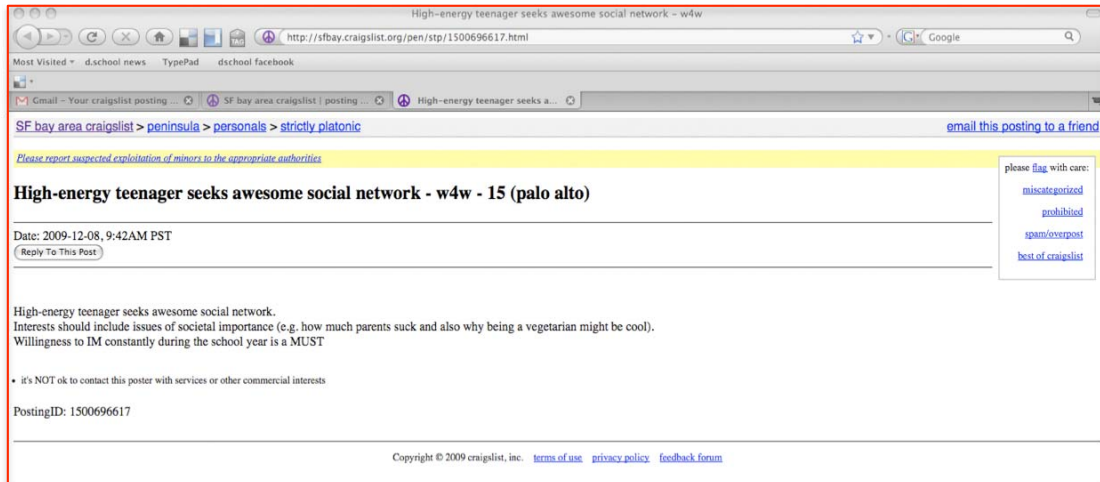 High-energy teenager seeks awesome social network - w4w
http://sfbay.craigslist.org/pen/stp/1500696617.html
Google
Most Visited d.school news TypePad dschool facebook
Gmail - Your craigslist posting ... SF bay area craigslist | posting ... High-energy teenager seeks a...
SF bay area craigslist > peninsula > personals > strictly platonic email this posting to a friend
Please report suspected exploitation of minors to the appropriate authorities
please flag with care:
miscategorized
prohibited
spam/overpost
best of craigslist
High-energy teenager seeks awesome social network - w4w - 15 (palo alto)
Date: 2009-12-08, 9:42AM PST
Reply To This Post
High-energy teenager seeks awesome social network.
Interests should include issues of societal importance (e.g. how much parents suck and also why being a vegetarian might be cool).
Willingness to IM constantly during the school year is a MUST
• it's NOT ok to contact this poster with services or other commercial interests
PostingID: 1500696617
Copyright © 2009 craigslist, inc. terms of use privacy policy feedback forum